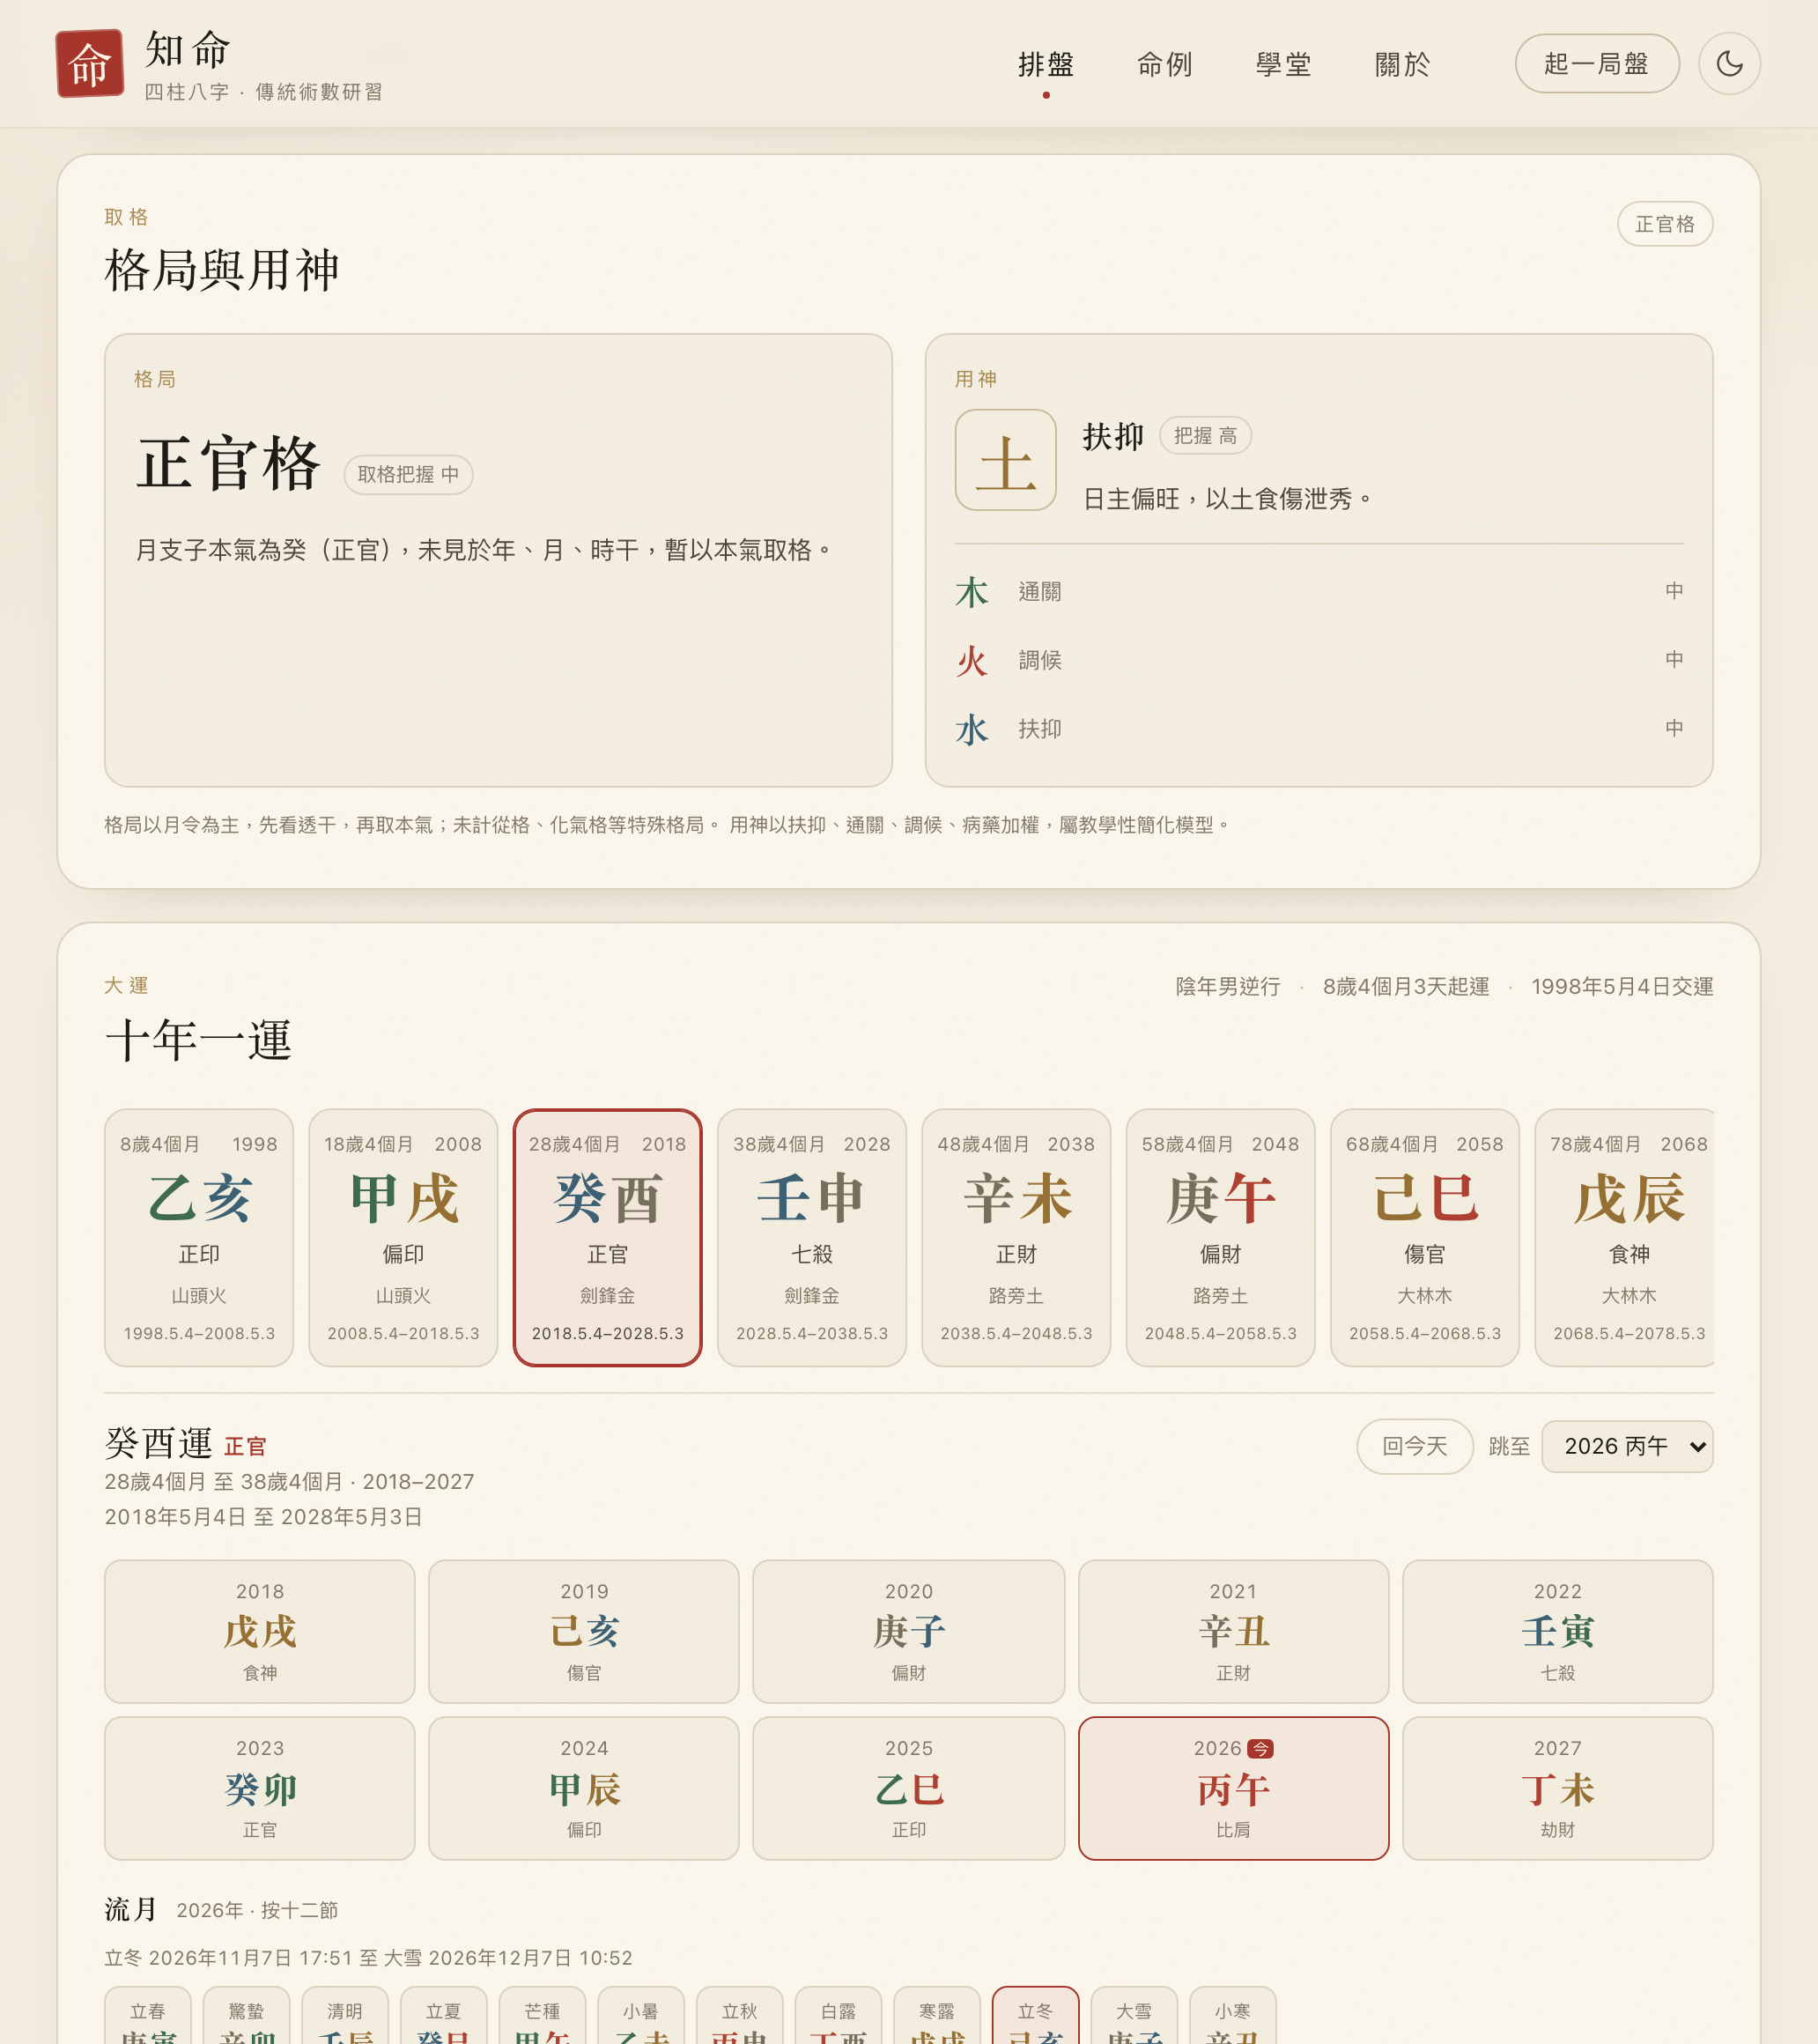 命
知命
四柱八字 · 傳統術數研習
排盤
命例
學堂
關於
起一局盤
取格
格局與用神
正官格
格局
正官格
取格把握 中
月支子本氣為癸（正官），未見於年、月、時干，暫以本氣取格。
用神
土
扶抑
把握 高
日主偏旺，以土食傷泄秀。
木 通關 中
火 調候 中
水 扶抑 中
格局以月令為主，先看透干，再取本氣；未計從格、化氣格等特殊格局。 用神以扶抑、通關、調候、病藥加權，屬教學性簡化模型。
大運
十年一運
陰年男逆行 · 8歲4個月3天起運 · 1998年5月4日交運
8歲4個月 1998
乙亥
正印
山頭火
1998.5.4–2008.5.3
18歲4個月 2008
甲戌
偏印
山頭火
2008.5.4–2018.5.3
28歲4個月 2018
癸酉
正官
劍鋒金
2018.5.4–2028.5.3
38歲4個月 2028
壬申
七殺
劍鋒金
2028.5.4–2038.5.3
48歲4個月 2038
辛未
正財
路旁土
2038.5.4–2048.5.3
58歲4個月 2048
庚午
偏財
路旁土
2048.5.4–2058.5.3
68歲4個月 2058
己巳
傷官
大林木
2058.5.4–2068.5.3
78歲4個月 2068
戊辰
食神
大林木
2068.5.4–2078.5.3
癸酉運 正官
28歲4個月 至 38歲4個月 · 2018–2027
2018年5月4日 至 2028年5月3日
回今天
跳至
2026 丙午
2018
戊戌
食神
2019
己亥
傷官
2020
庚子
偏財
2021
辛丑
正財
2022
壬寅
七殺
2023
癸卯
正官
2024
甲辰
偏印
2025
乙巳
正印
2026 今
丙午
比肩
2027
丁未
劫財
流月 2026年 · 按十二節
立冬 2026年11月7日 17:51 至 大雪 2026年12月7日 10:52
立春
庚寅
驚蟄
辛卯
清明
壬辰
立夏
癸巳
芒種
甲午
小暑
乙未
立秋
丙申
白露
丁酉
寒露
戊戌
立冬
己亥
大雪
庚子
小寒
辛丑